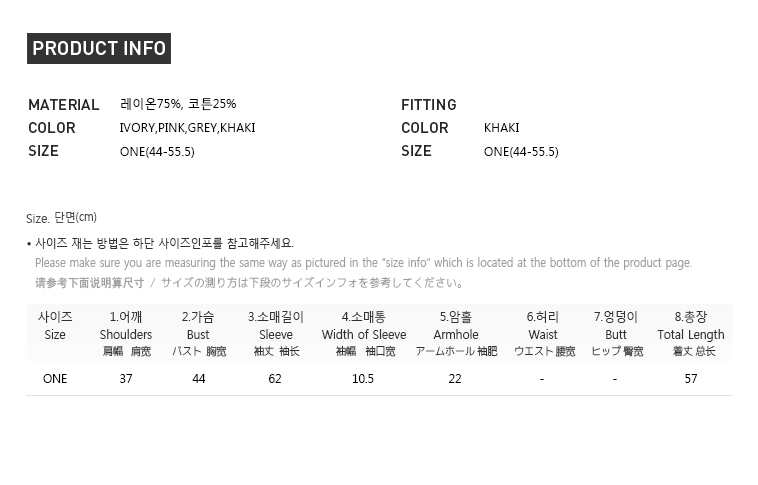 PRODUCT INFO
MATERIAL 레이온75%, 코튼25%
COLOR IVORY,PINK,GREY,KHAKI
SIZE ONE(44-55.5)
FITTING
COLOR KHAKI
SIZE ONE(44-55.5)
Size. 단면(cm)
• 사이즈 재는 방법은 하단 사이즈인포를 참고해주세요.
Please make sure you are measuring the same way as pictured in the “size info” which is located at the bottom of the product page.
请参考下面说明算尺寸 / サイズの測り方は下段のサイズインフォを参考してください。
사이즈 1.어깨 2.가슴 3.소매길이 4.소매통 5.암홀 6.허리 7.엉덩이 8.총장
Size Shoulders Bust Sleeve Width of Sleeve Armhole Waist Butt Total Length
肩幅 肩宽 バスト 胸宽 袖丈 袖长 袖幅 袖口宽 アームホール 袖肥 ウエスト 腰宽 ヒップ 臀宽 着丈 总长
ONE 37 44 62 10.5 22 - - 57